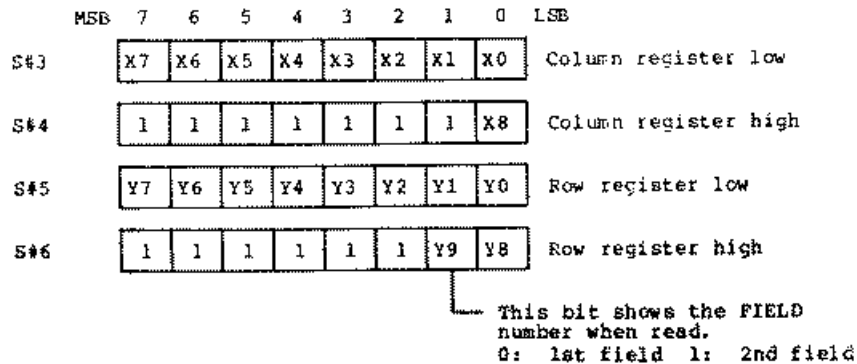 MSB 7 6 5 4 3 2 1 0 LSB
S#3 X7 X6 X5 X4 X3 X2 X1 X0 Column register low
S#4 1 1 1 1 1 1 1 X8 Column register high
S#5 Y7 Y6 Y5 Y4 Y3 Y2 Y1 Y0 Row register low
S#6 1 1 1 1 1 1 Y9 Y8 Row register high
This bit shows the FIELD
number when read.
0: 1st field 1: 2nd field